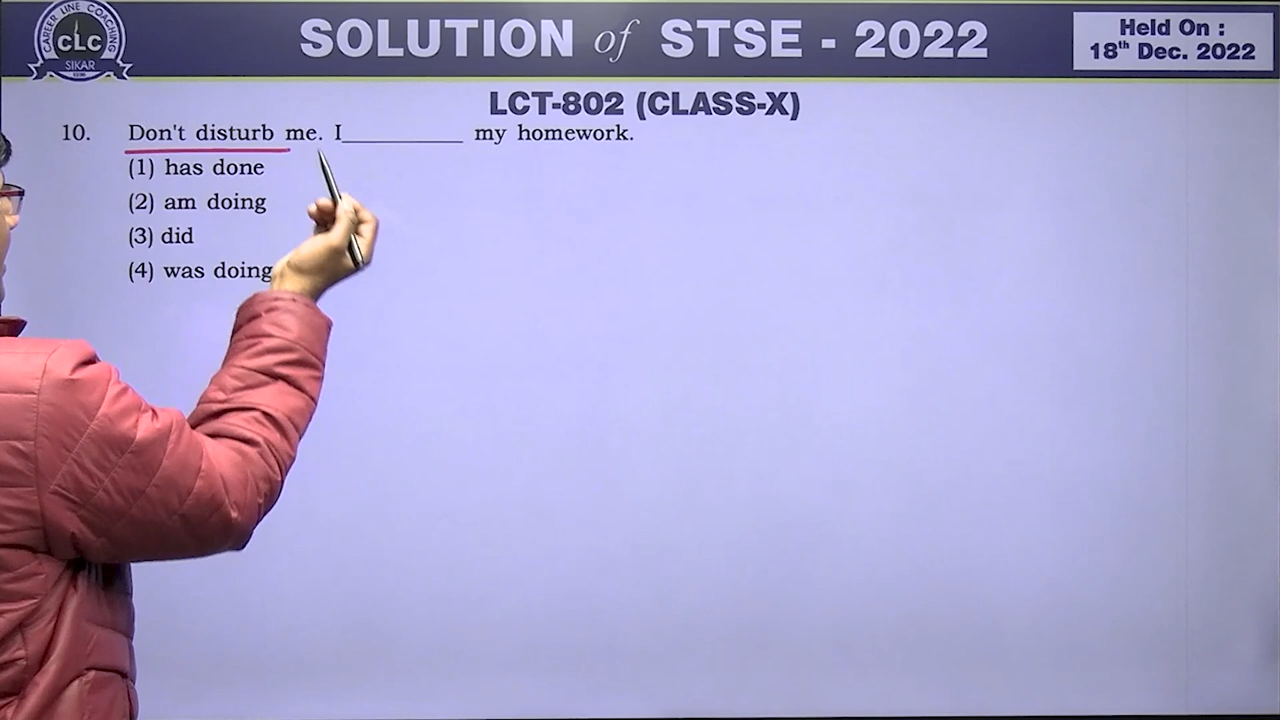 CAREER LINE COACHING
CLC
SIKAR
SOLUTION of STSE - 2022
Held On :
18th Dec. 2022
LCT-802 (CLASS-X)
10. Don't disturb me. I__________ my homework.
(1) has done
(2) am doing
(3) did
(4) was doing